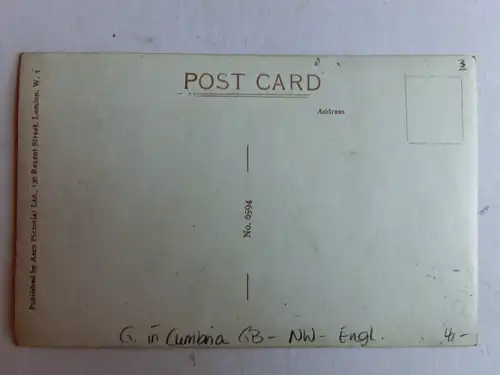 3
POST CARD
Address
Published by Aero Pictorial Ltd., 136 Regent Street, London, W. 1
No. 6594
G. in Cumbria GB - NW - Engl.
4,-